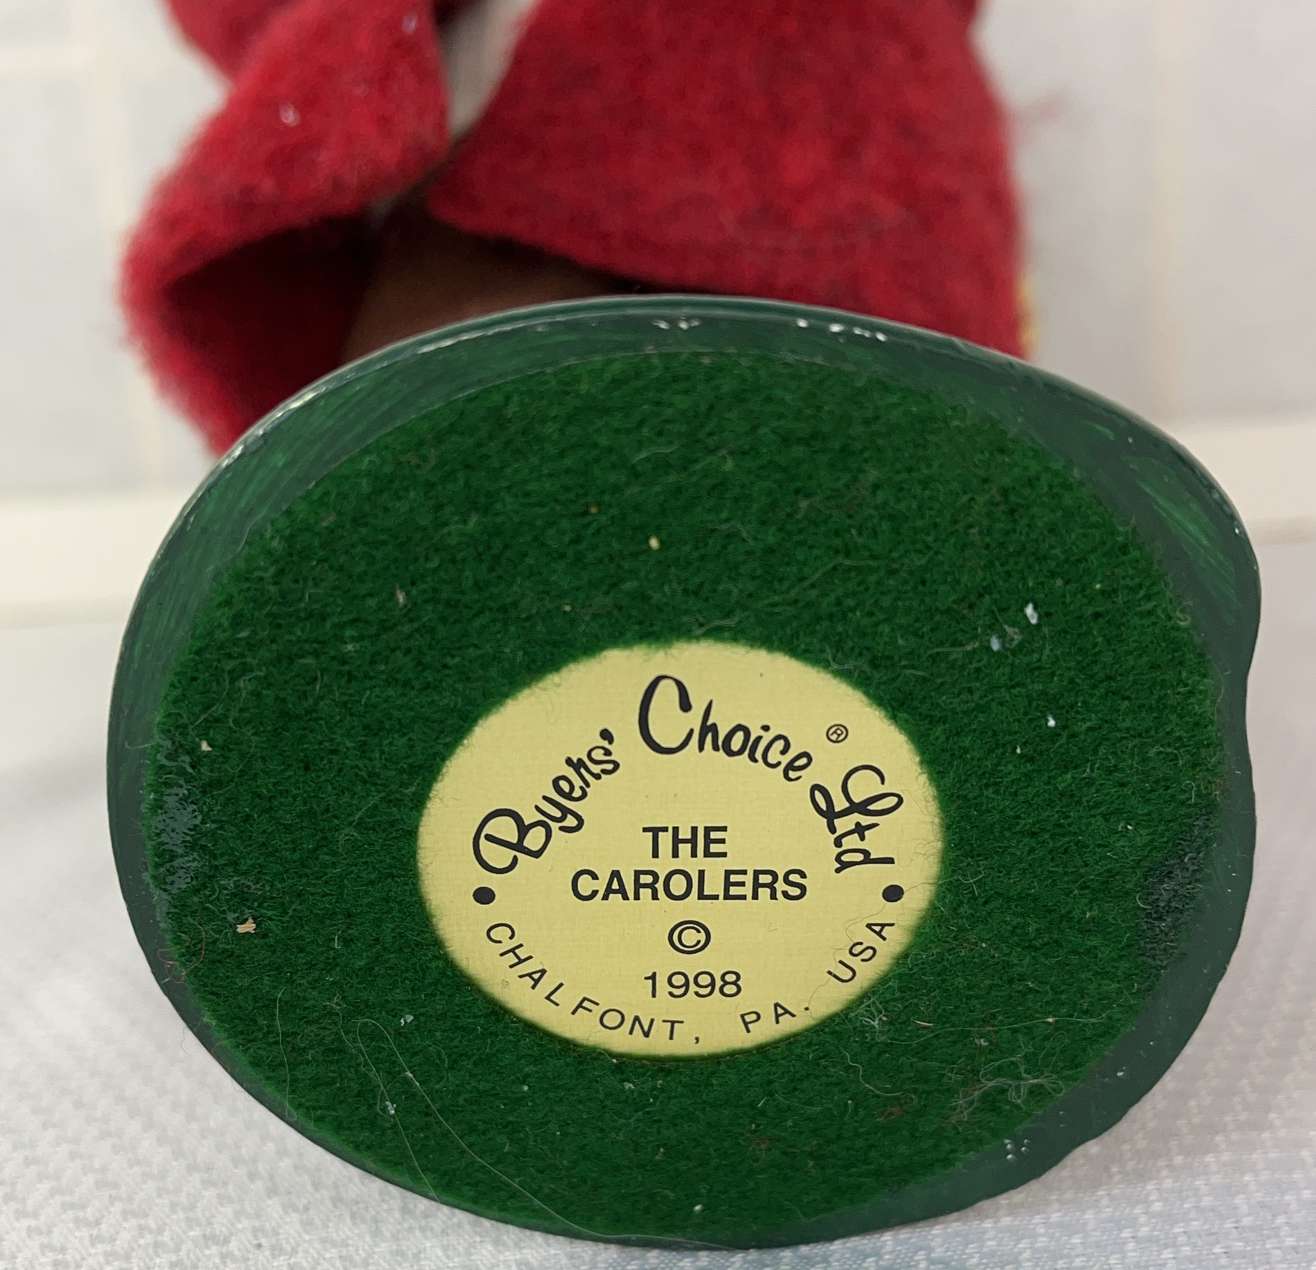 Byers' Choice® Ltd
THE
CAROLERS
©
1998
• CHALFONT, PA. USA •